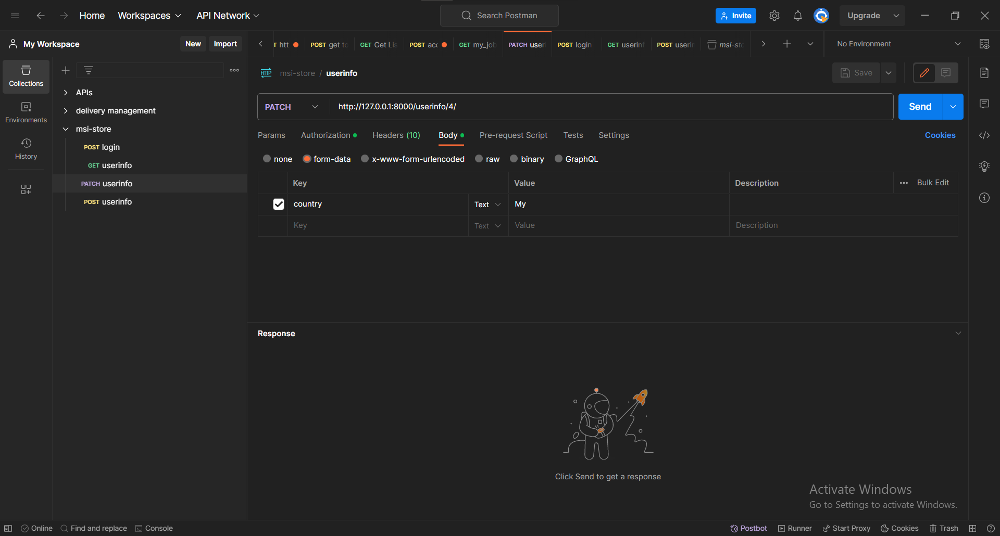 Home Workspaces API Network Search Postman Invite Upgrade
My Workspace New Import
T htt POST get to GET Get Lis POST acc GET my_job PATCH user POST login GET userinf POST userin msi-sto No Environment
Collections
Environments
History
APIs
delivery management
msi-store
POST login
GET userinfo
PATCH userinfo
POST userinfo
HTTP msi-store / userinfo Save
PATCH http://127.0.0.1:8000/userinfo/4/ Send
Params Authorization Headers (10) Body Pre-request Script Tests Settings Cookies
none form-data x-www-form-urlencoded raw binary GraphQL
Key Value Description Bulk Edit
country Text My
Key Text Value Description
Response
Click Send to get a response
Activate Windows
Go to Settings to activate Windows.
Online Find and replace Console Postbot Runner Start Proxy Cookies Trash